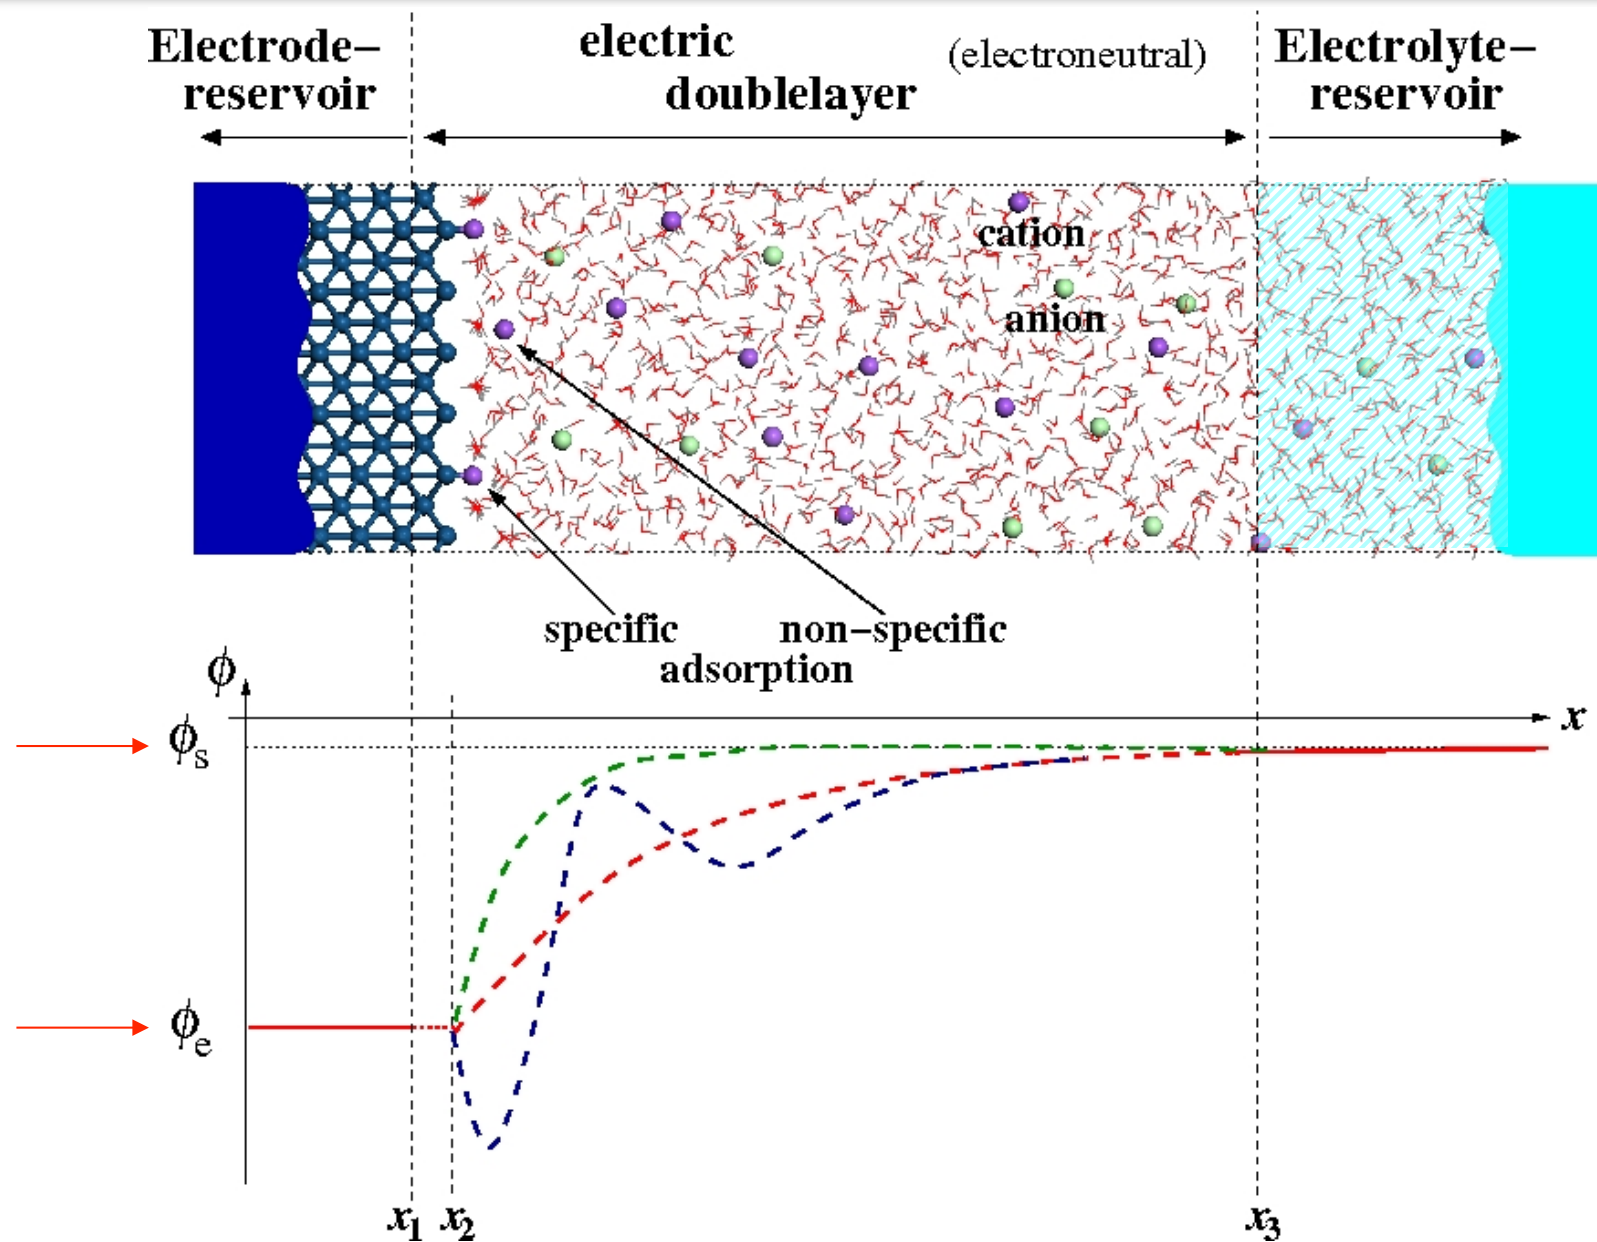 Electrode−
reservoir
electric
doublelayer
(electroneutral)
Electrolyte−
reservoir
cation
anion
specific
non−specific
adsorption
ϕ
ϕs
x
ϕe
x1
x2
x3